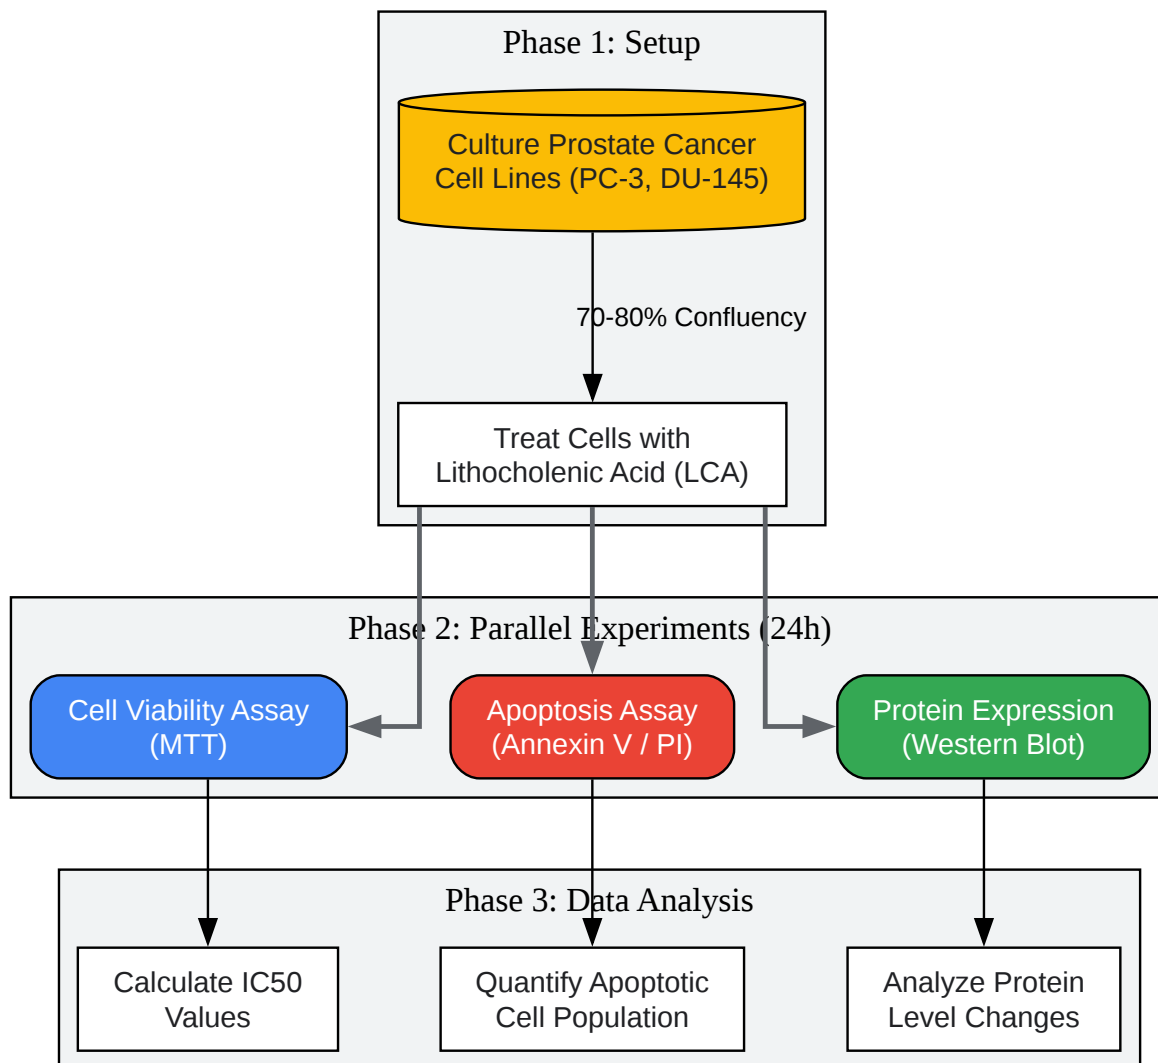 Phase 1: Setup
Culture Prostate Cancer
Cell Lines (PC-3, DU-145)
70-80% Confluency
Treat Cells with
Lithocholenic Acid (LCA)
Phase 2: Parallel Experiments (24h)
Cell Viability Assay
(MTT)
Apoptosis Assay
(Annexin V / PI)
Protein Expression
(Western Blot)
Phase 3: Data Analysis
Calculate IC50
Values
Quantify Apoptotic
Cell Population
Analyze Protein
Level Changes